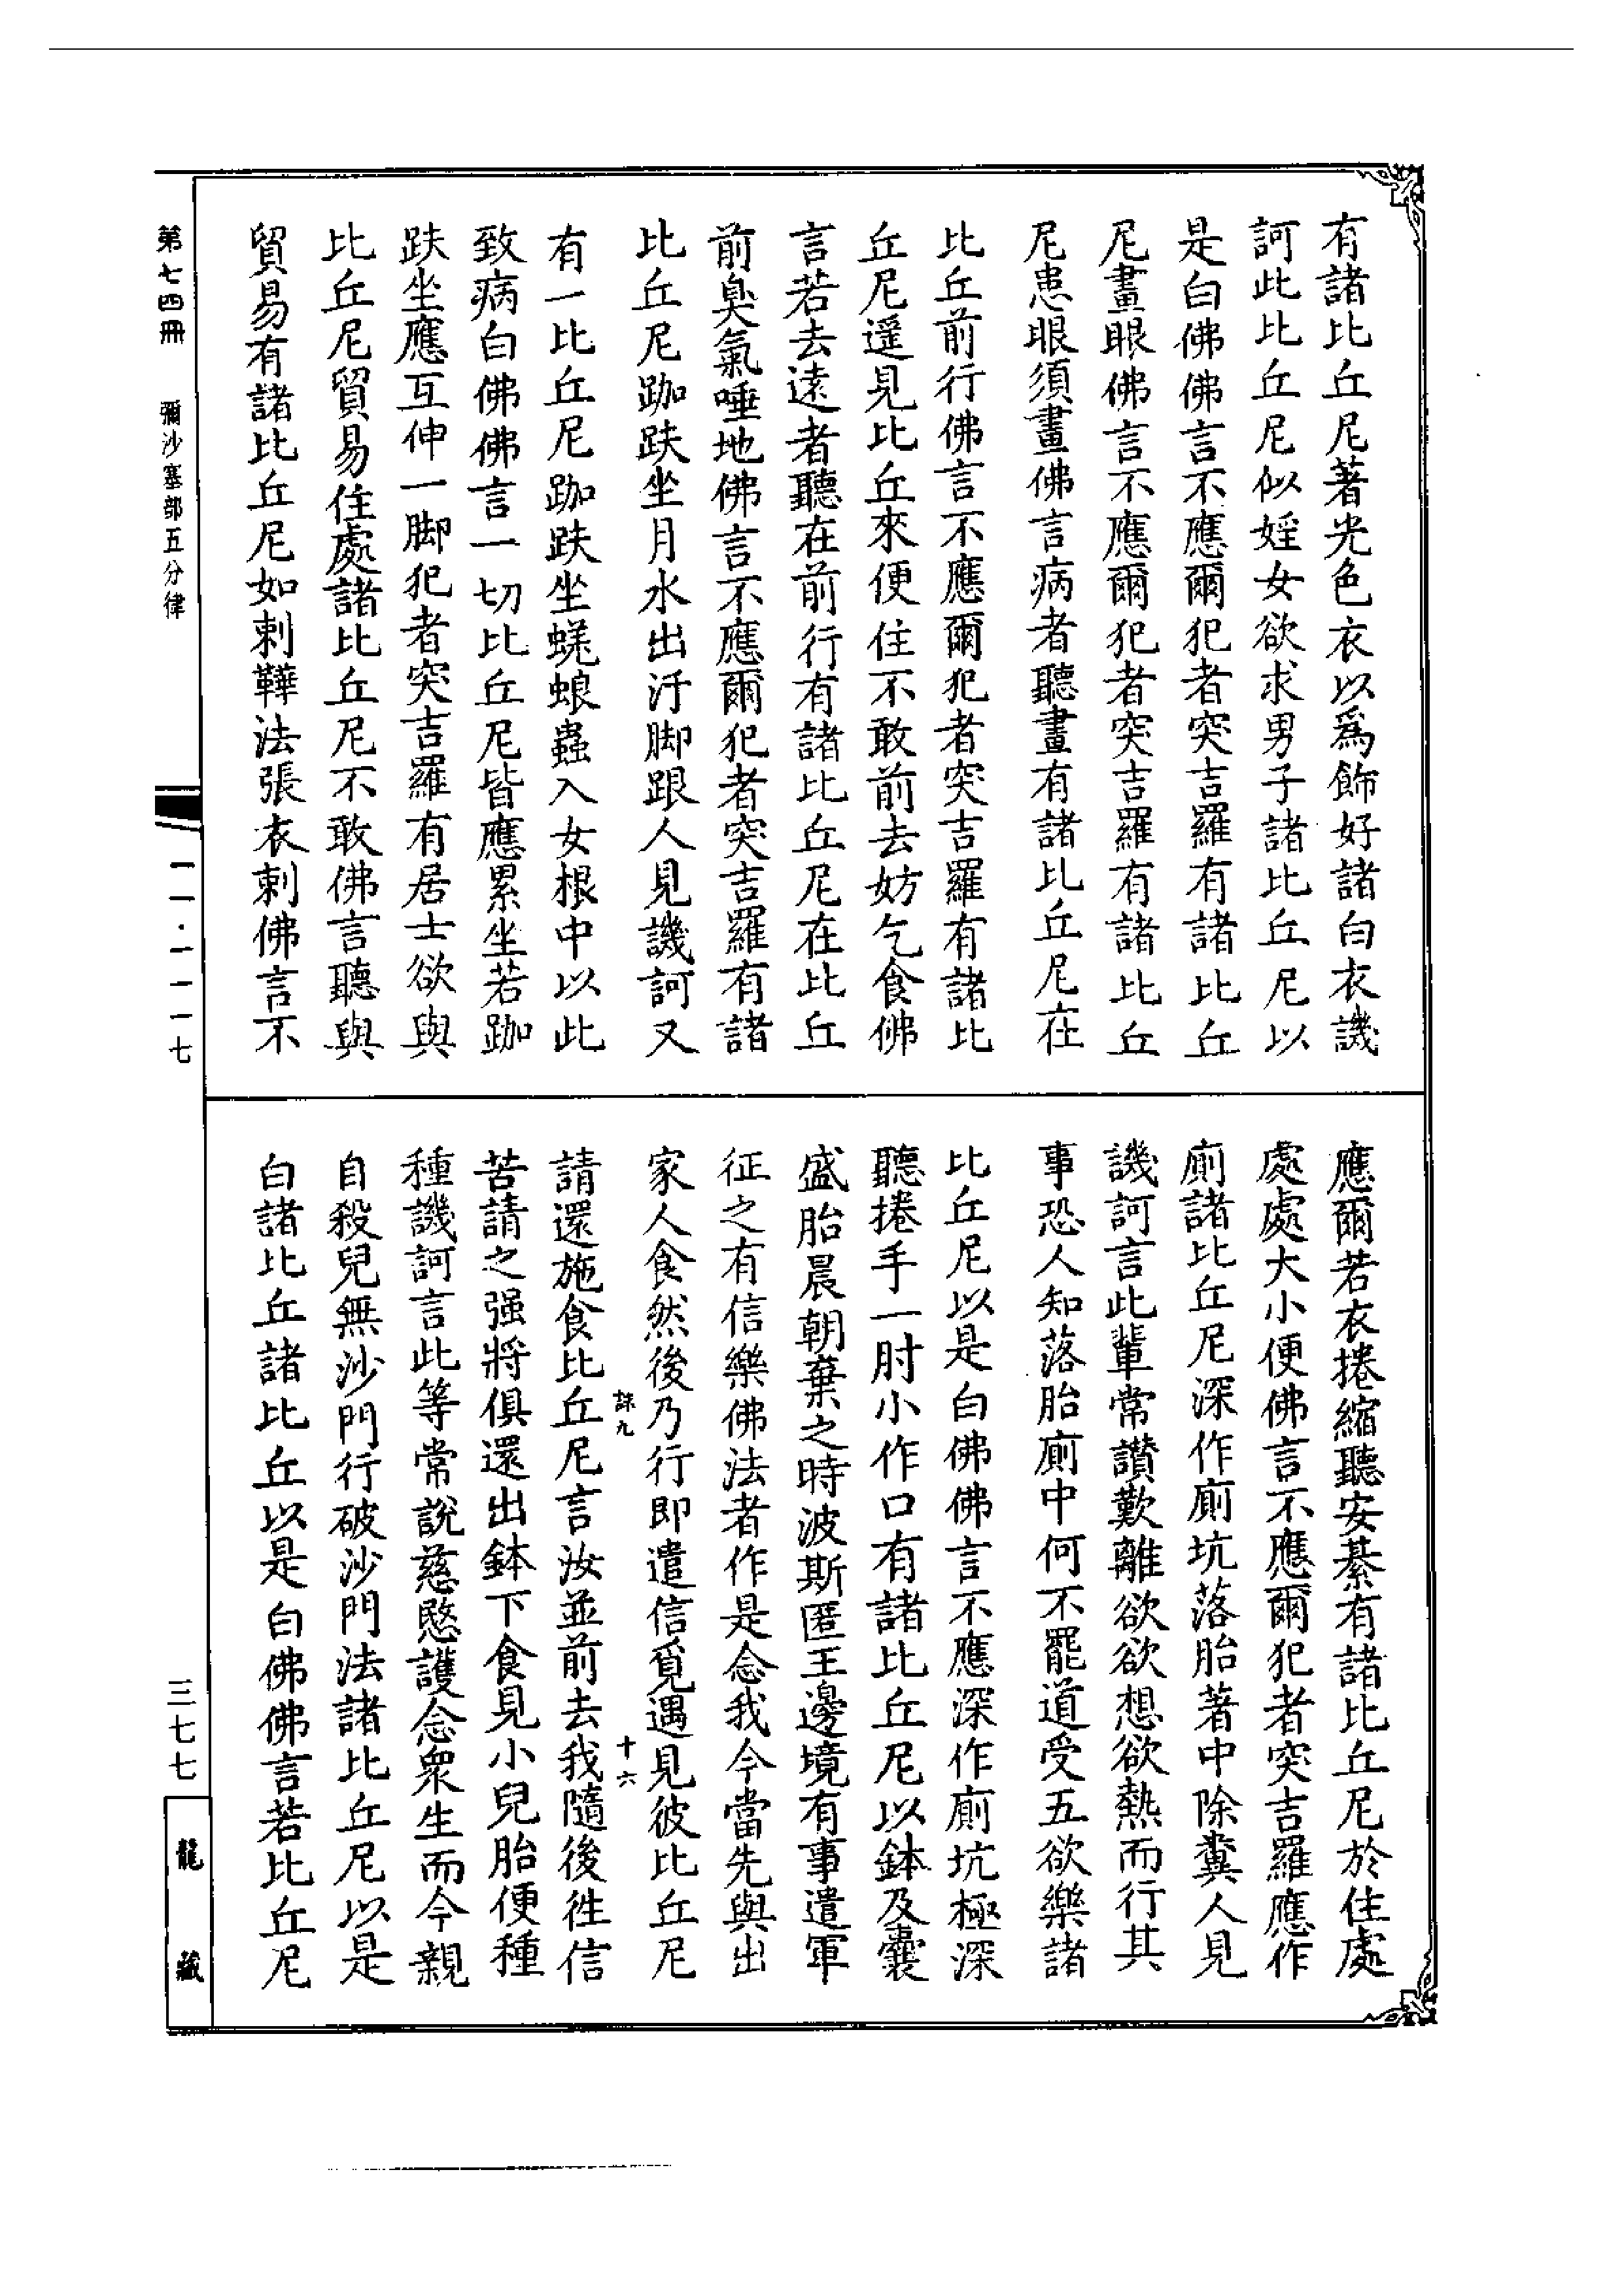 有諸比丘尼著光色衣以為飾好諸白衣譏
訶此比丘尼似婬女欲求男子諸比丘尼以
是白佛佛言不應爾犯者突吉羅有諸比丘
尼畫眼佛言不應爾犯者突吉羅有諸比丘
尼患眼須畫佛言病者聽畫有諸比丘尼在
比丘前行佛言不應爾犯者突吉羅有諸比
丘尼遥見比丘來便住不敢前去妨乞食佛
言若去遠者聽在前行有諸比丘尼在比丘
前臭氣唾地佛言不應爾犯者突吉羅有諸
比丘尼跏趺坐月水出汙脚跟人見譏訶又
有一比丘尼跏趺坐蜣蜋蟲入女根中以此
致病白佛佛言一切比丘尼皆應累坐若跏
趺坐應互伸一脚犯者突吉羅有居士欲與
比丘尼貿易住處諸比丘尼不敢佛言聽與
貿易有諸比丘尼如刺鞾法張衣刺佛言不
應爾若衣捲縮聽安綦有諸比丘尼於住處
處處大小便佛言不應爾犯者突吉羅應作
廁諸比丘尼深作廁坑落胎著中除糞人見
譏訶言此輩常讃歎離欲欲想欲熱而行其
事恐人知落胎廁中何不罷道受五欲樂諸
比丘尼以是白佛佛言不應深作廁坑極深
聽捲手一肘小作口有諸比丘尼以鉢及囊
盛胎晨朝棄之時波斯匿王邊境有事遣軍
征之有信樂佛法者作是念我今當先與出
家人食然後乃行即遣信覓遇見彼比丘尼
請還施食比丘尼言汝並前去我隨後徃信
苦請之强將俱還出鉢下食見小兒胎便種
種譏訶言此等常說慈愍護念衆生而今親
自殺兒無沙門行破沙門法諸比丘尼以是
白諸比丘諸比丘以是白佛佛言若比丘尼
誄九
十六
第七四冊 彌沙塞部五分律
一一·一一一七
三七七
龍藏